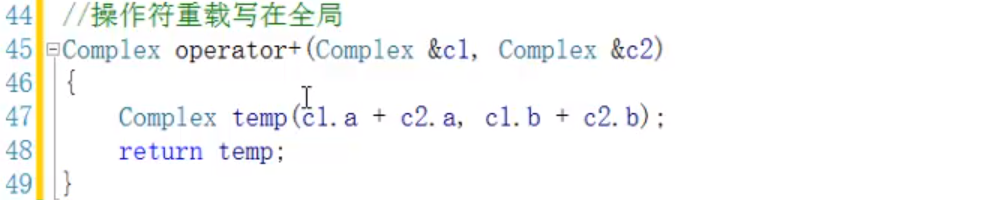 44 //操作符重载写在全局
45 Complex operator+(Complex &c1, Complex &c2)
46 {
47 Complex temp(c1.a + c2.a, c1.b + c2.b);
48 return temp;
49 }